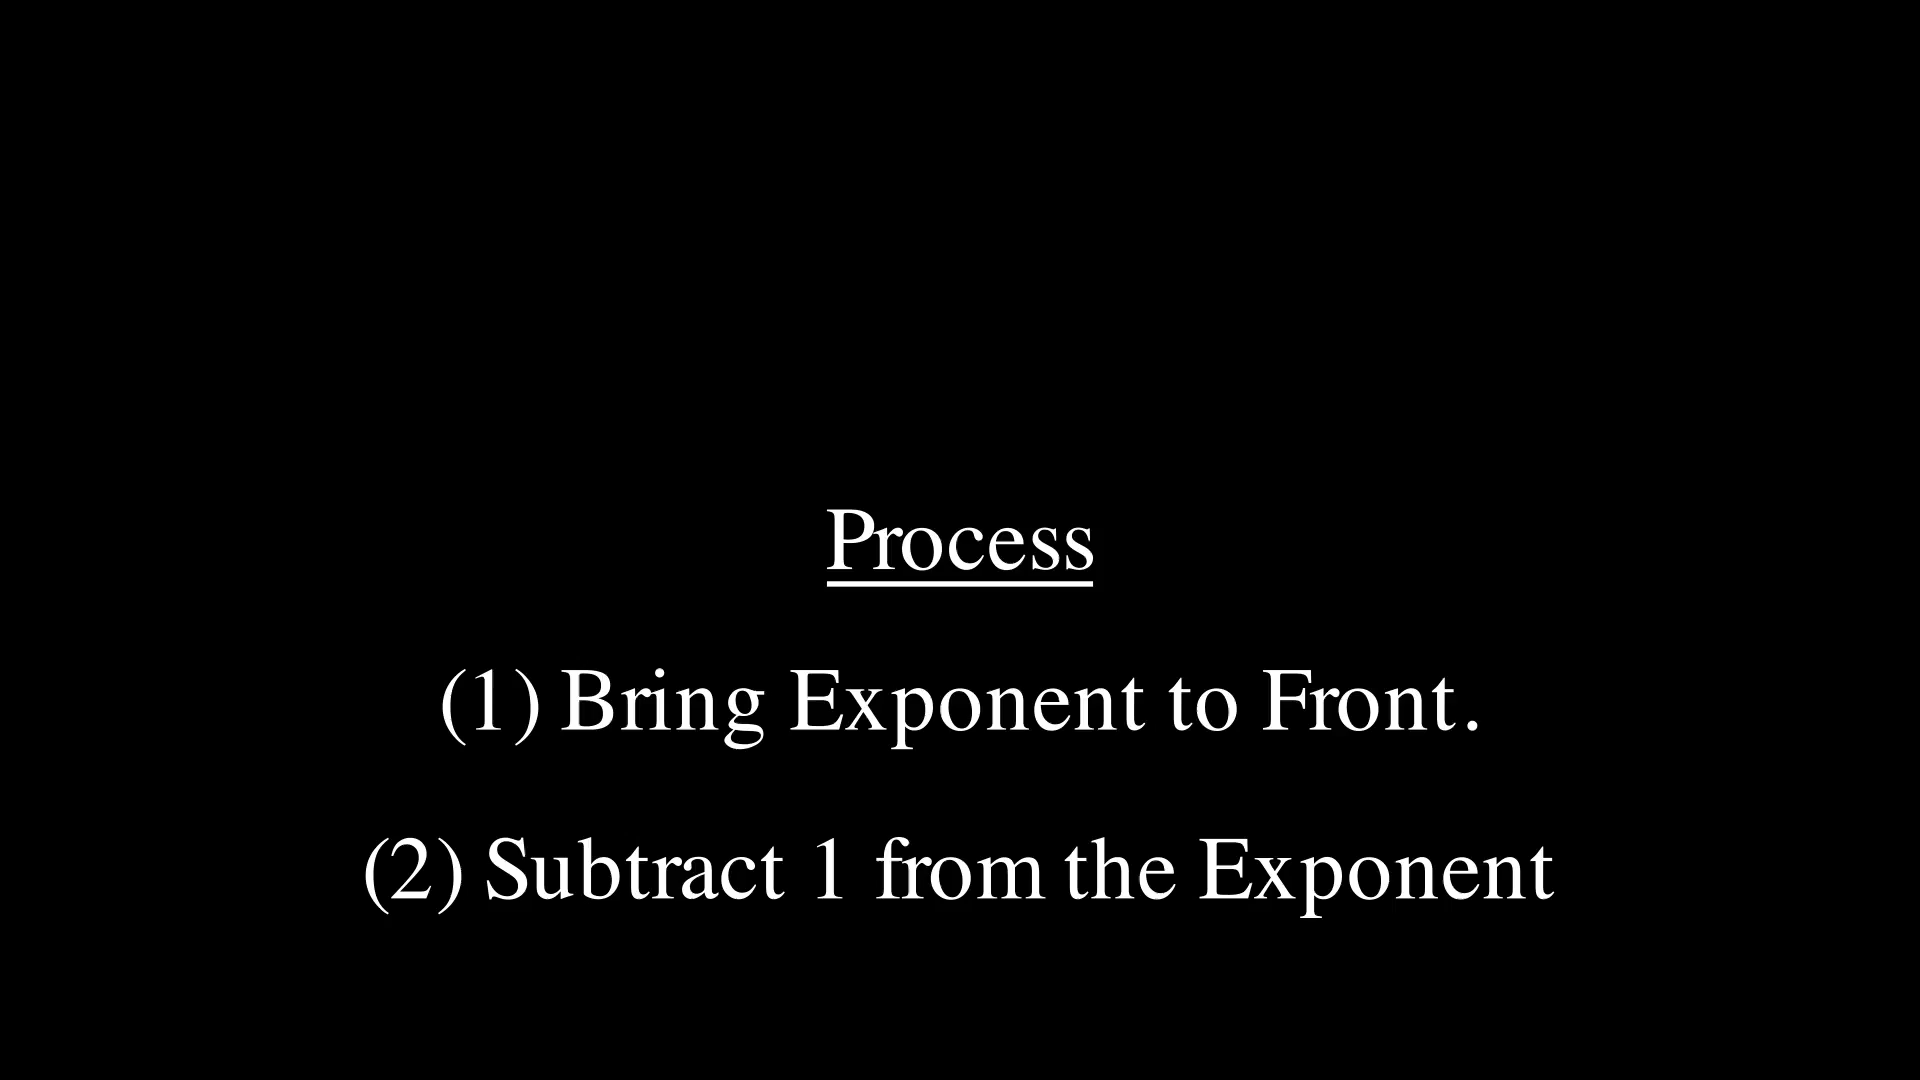 Process
(1) Bring Exponent to Front.
(2) Subtract 1 from the Exponent